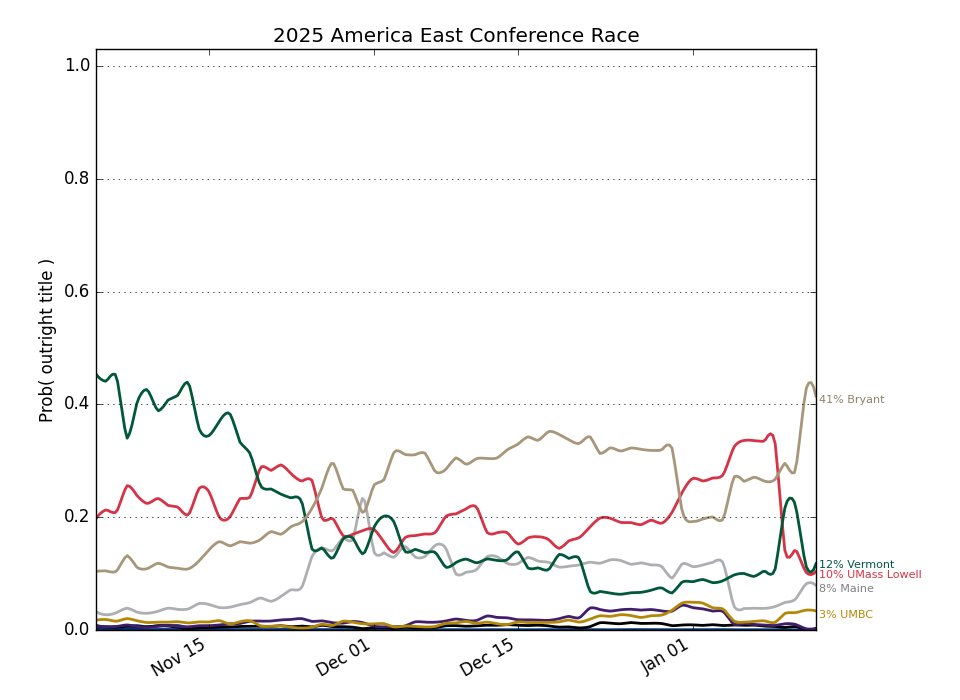 2025 America East Conference Race
Prob( outright title )
1.0
0.8
0.6
0.4
0.2
0.0
41% Bryant
12% Vermont
10% UMass Lowell
8% Maine
3% UMBC
Nov 15
Dec 01
Dec 15
Jan 01